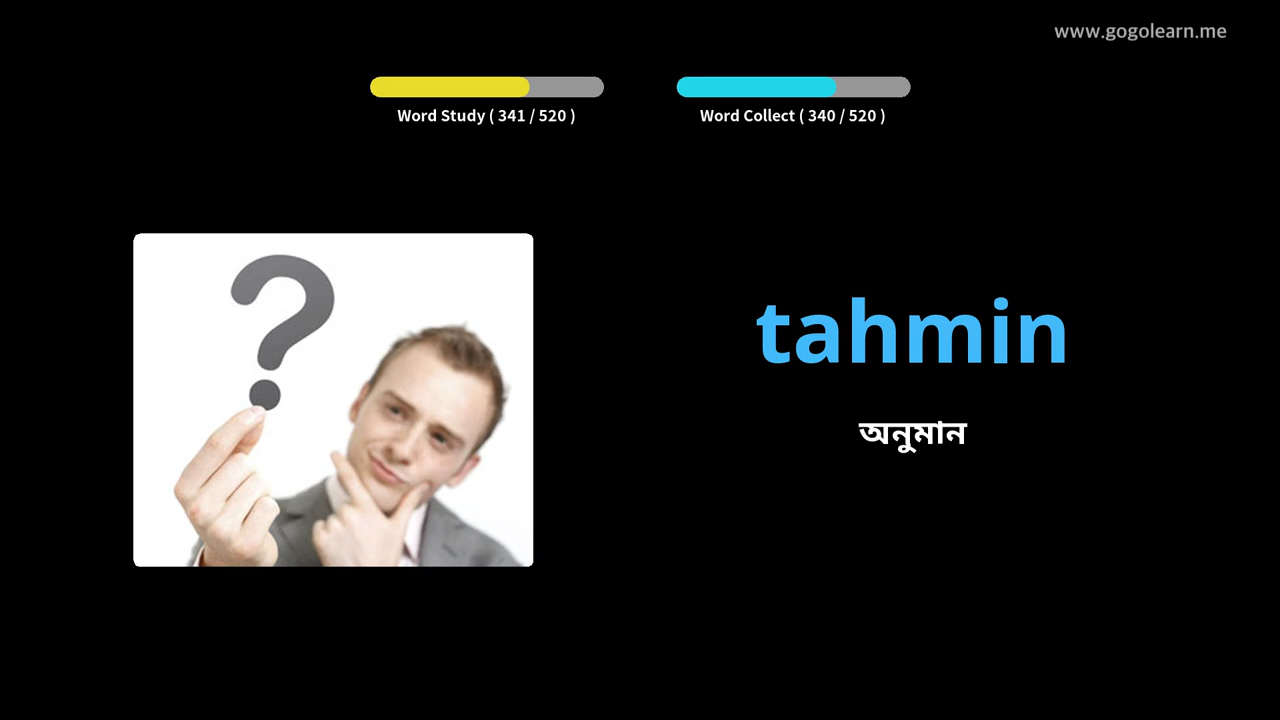 www.gogolearn.me
Word Study ( 341 / 520 )
Word Collect ( 340 / 520 )
?
tahmin
অনুমান